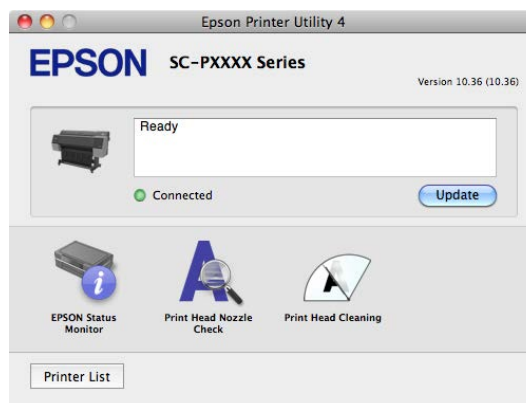 Epson Printer Utility 4
EPSON SC-PXXXX Series
Version 10.36 (10.36)
Ready
Connected
Update
EPSON Status
Monitor
Print Head Nozzle
Check
Print Head Cleaning
Printer List